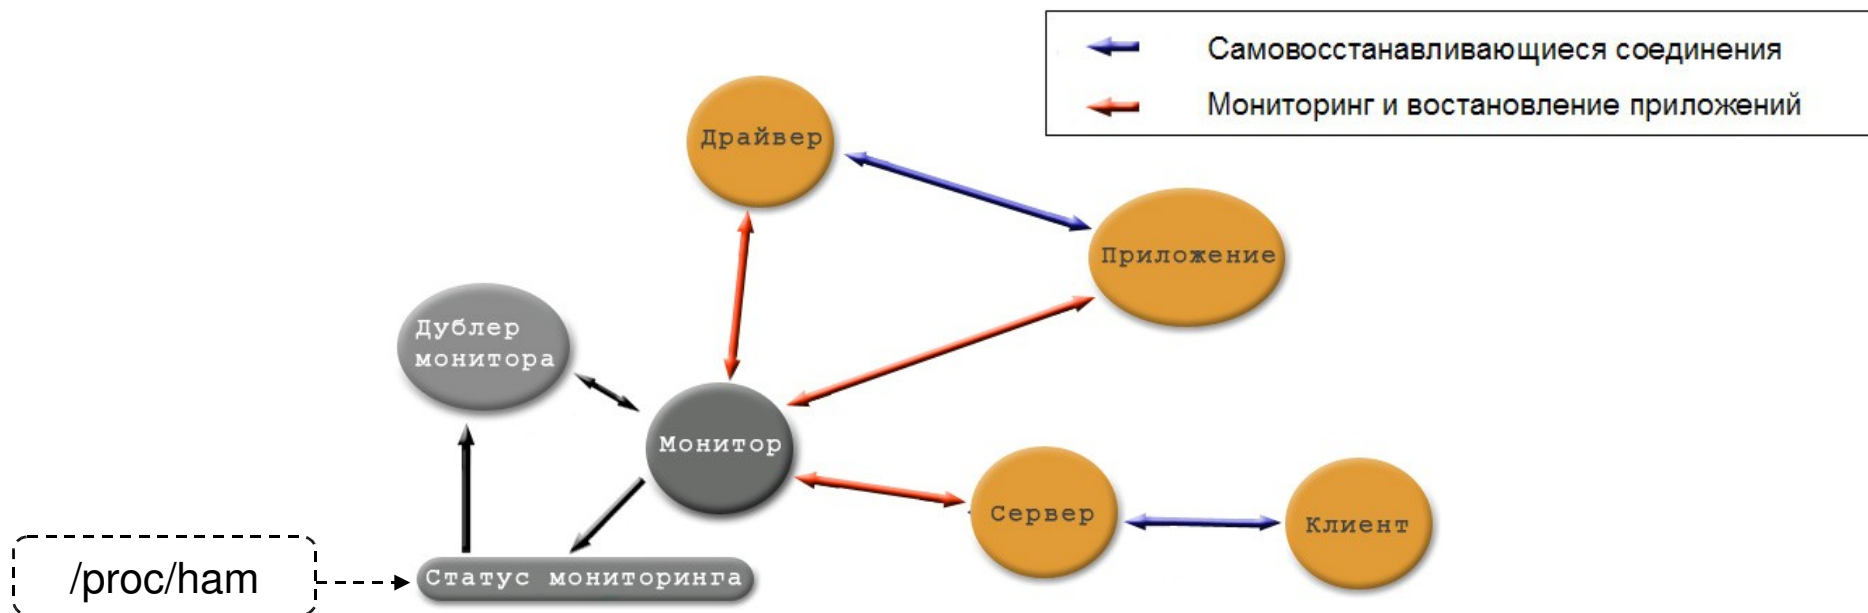 Самовосстанавливающиеся соединения
Мониторинг и востановление приложений
Драйвер
Приложение
Дублер
монитора
Монитор
Сервер
Клиент
/proc/ham
Статус мониторинга